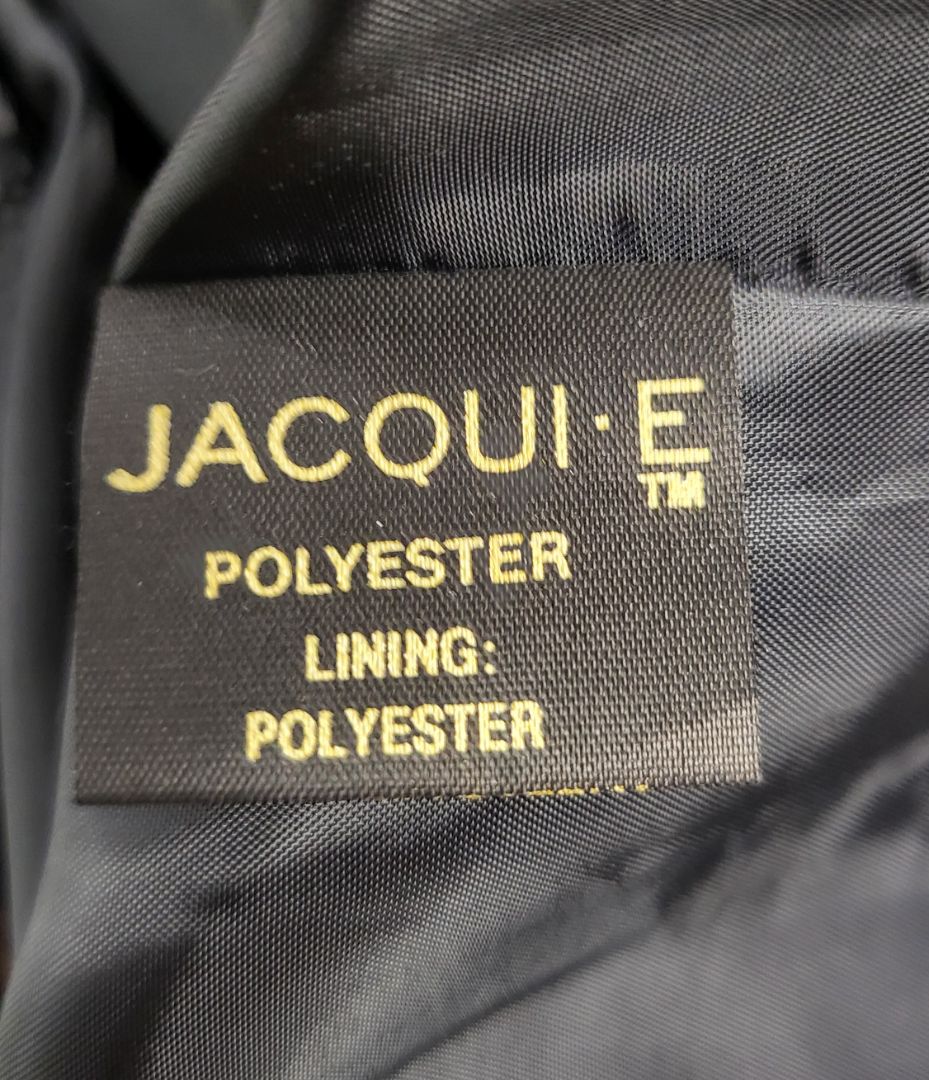 JACQUI·E
TM
POLYESTER
LINING:
POLYESTER